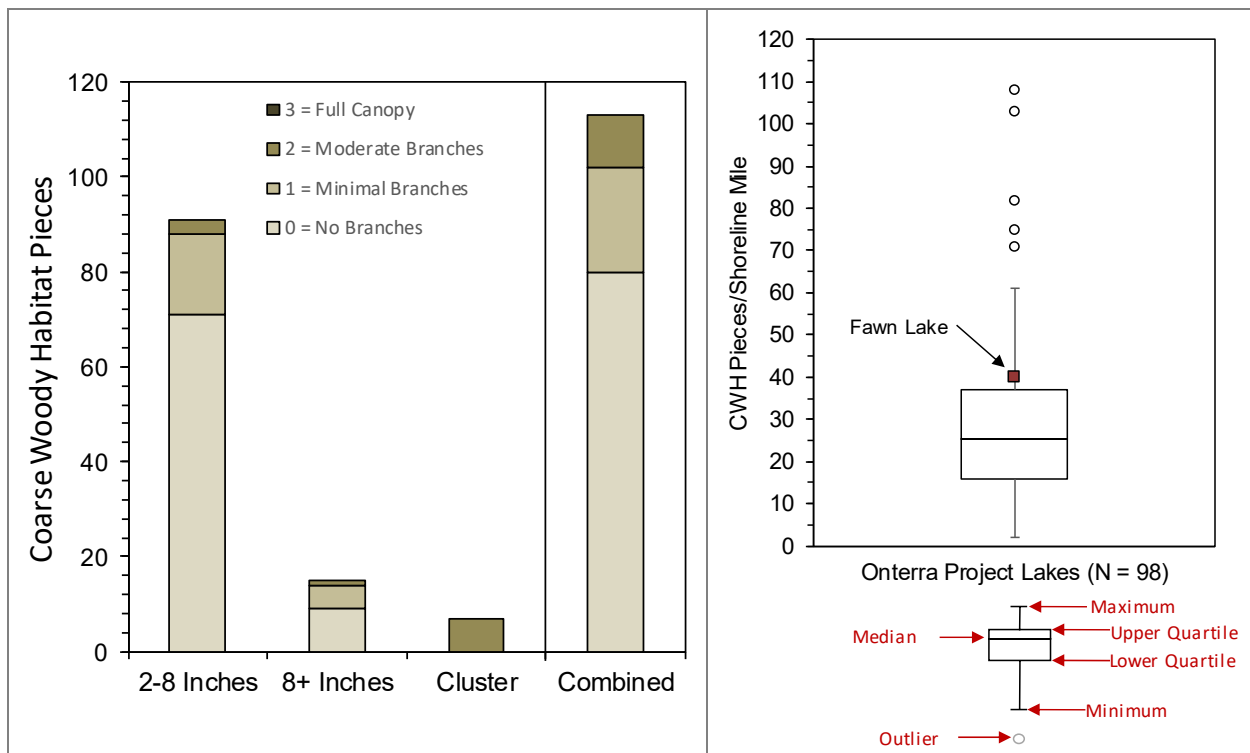 Coarse Woody Habitat Pieces
120
100
80
60
40
20
0
3 = Full Canopy
2 = Moderate Branches
1 = Minimal Branches
0 = No Branches
2-8 Inches
8+ Inches
Cluster
Combined
CWH Pieces/Shoreline Mile
120
110
100
90
80
70
60
50
40
30
20
10
0
Fawn Lake
Onterra Project Lakes (N = 98)
Maximum
Median
Upper Quartile
Lower Quartile
Minimum
Outlier